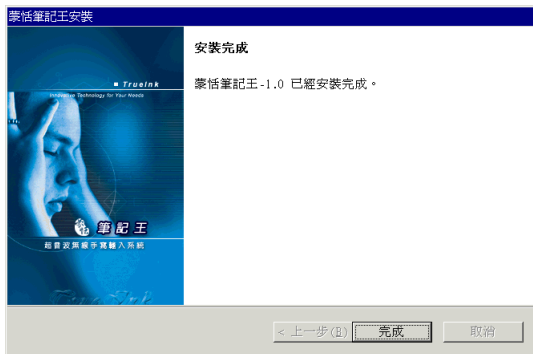 蒙恬筆記王安裝
安裝完成
蒙恬筆記王-1.0 已經安裝完成。
■ TrueInk
Innovative Technology for Your Needs
筆記王
超音波無線手寫輸入系統
TrueInk
< 上一步(B)
完成
取消